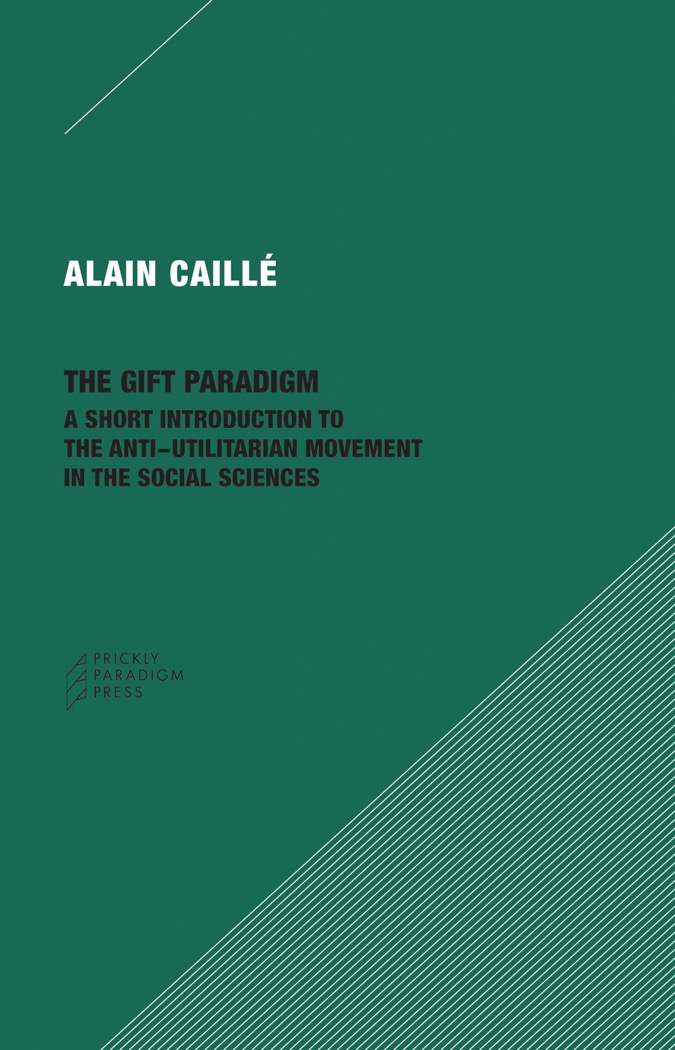 ALAIN CAILLÉ
THE GIFT PARADIGM
A SHORT INTRODUCTION TO
THE ANTI–UTILITARIAN MOVEMENT
IN THE SOCIAL SCIENCES
PRICKLY
PARADIGM
PRESS